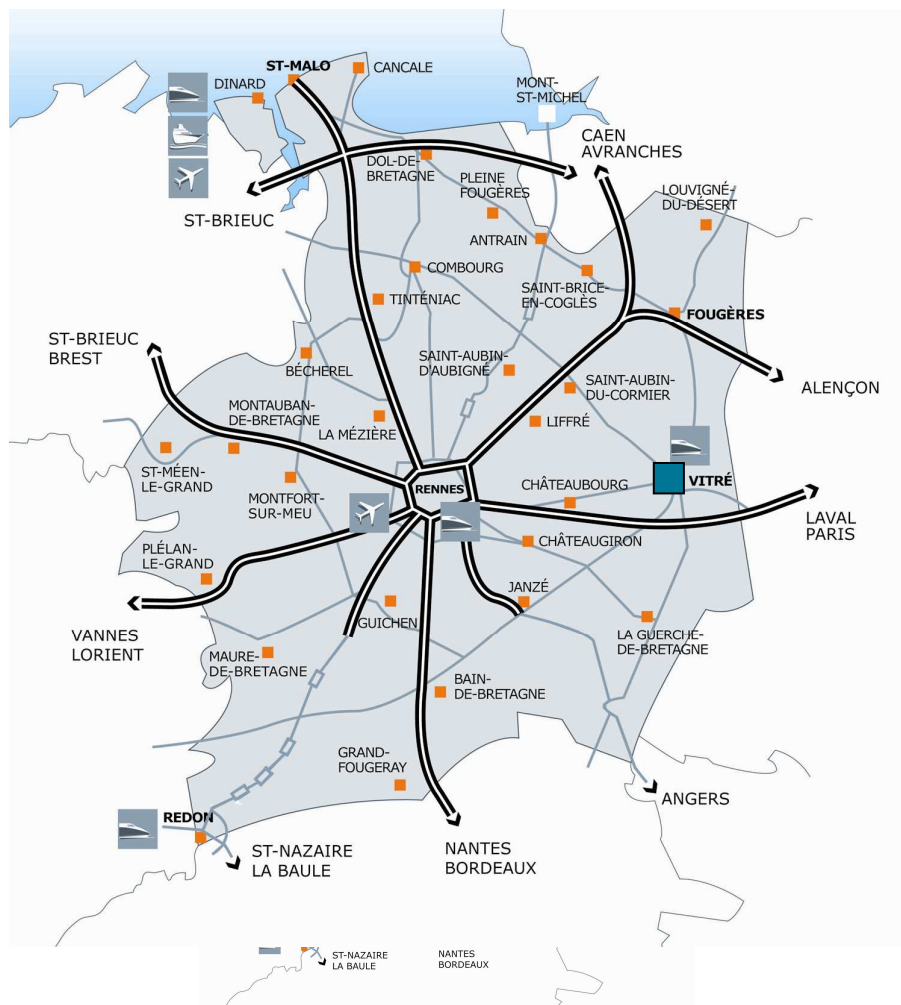 ST-MALO
CANCALE
DINARD
MONT-
ST-MICHEL
CAEN
AVRANCHES
DOL-DE-
BRETAGNE
PLEINE
FOUGÈRES
LOUVIGNÉ-
DU-DÉSERT
ST-BRIEUC
ANTRAIN
COMBOURG
SAINT-BRICE-
EN-COGLÈS
TINTÉNIAC
FOUGÈRES
ST-BRIEUC
BREST
BÉCHEREL
SAINT-AUBIN-
D'AUBIGNÉ
SAINT-AUBIN-
DU-CORMIER
ALENÇON
MONTAUBAN-
DE-BRETAGNE
LA MÉZIÈRE
LIFFRÉ
ST-MÉEN-
LE-GRAND
MONTFORT-
SUR-MEU
RENNES
CHÂTEAUBOURG
VITRÉ
LAVAL
PARIS
CHÂTEAUGIRON
PLÉLAN-
LE-GRAND
JANZÉ
GUICHEN
VANNES
LORIENT
LA GUERCHE-
DE-BRETAGNE
MAURE-
DE-BRETAGNE
BAIN-
DE-BRETAGNE
GRAND-
FOUGERAY
ANGERS
REDON
ST-NAZAIRE
LA BAULE
NANTES
BORDEAUX
ST-NAZAIRE
LA BAULE
NANTES
BORDEAUX